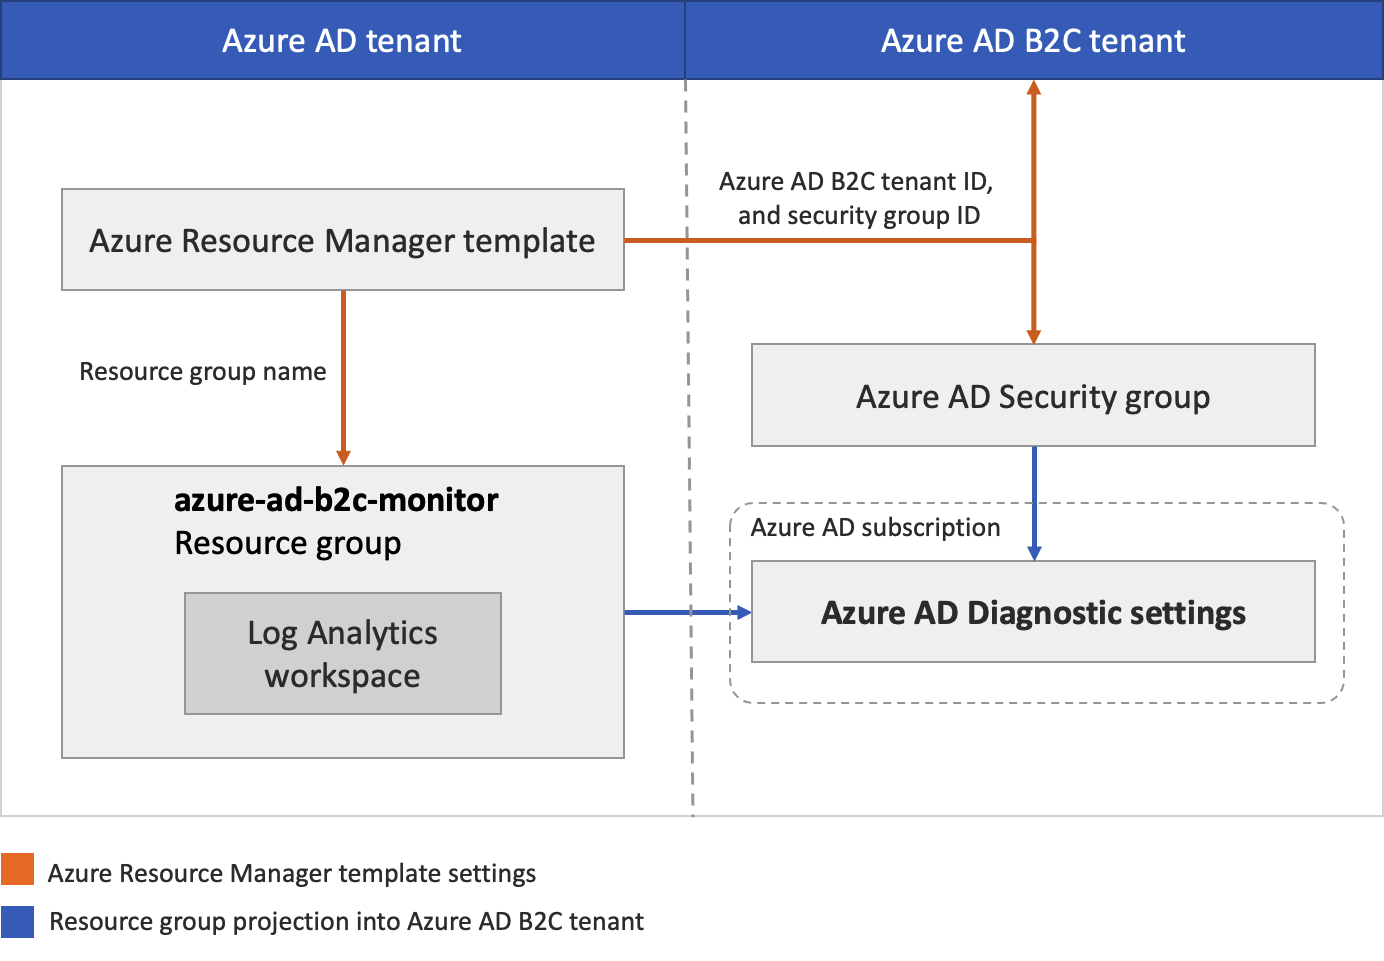 Azure AD tenant
Azure AD B2C tenant
Azure AD B2C tenant ID,
and security group ID
Azure Resource Manager template
Resource group name
Azure AD Security group
azure-ad-b2c-monitor
Resource group
Azure AD subscription
Azure AD Diagnostic settings
Log Analytics
workspace
Azure Resource Manager template settings
Resource group projection into Azure AD B2C tenant